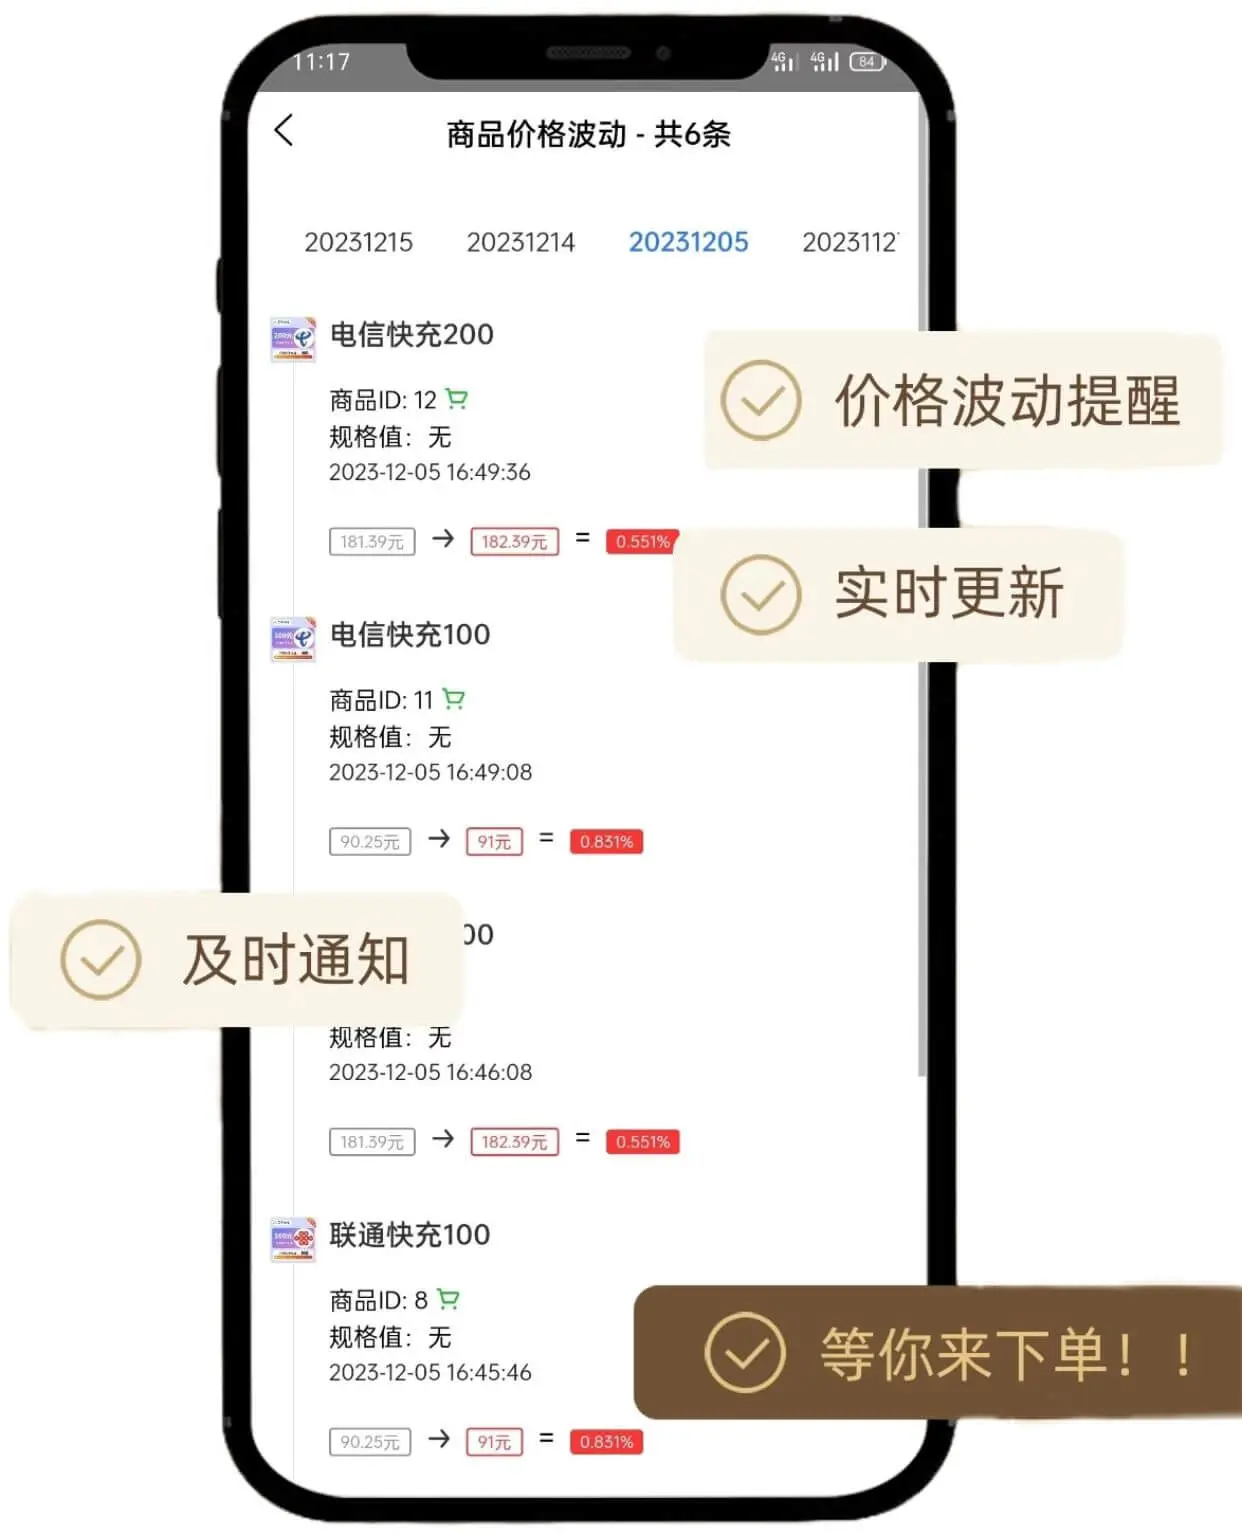 11:17
4G 4G 84
商品价格波动 - 共6条
20231215 20231214 20231205 2023112
电信快充200
商品ID: 12
规格值：无
2023-12-05 16:49:36
181.39元 → 182.39元 = 0.551%
价格波动提醒
实时更新
电信快充100
商品ID: 11
规格值：无
2023-12-05 16:49:08
90.25元 → 91元 = 0.831%
及时通知
00
规格值：无
2023-12-05 16:46:08
181.39元 → 182.39元 = 0.551%
联通快充100
商品ID: 8
规格值：无
2023-12-05 16:45:46
90.25元 → 91元 = 0.831%
等你来下单！！